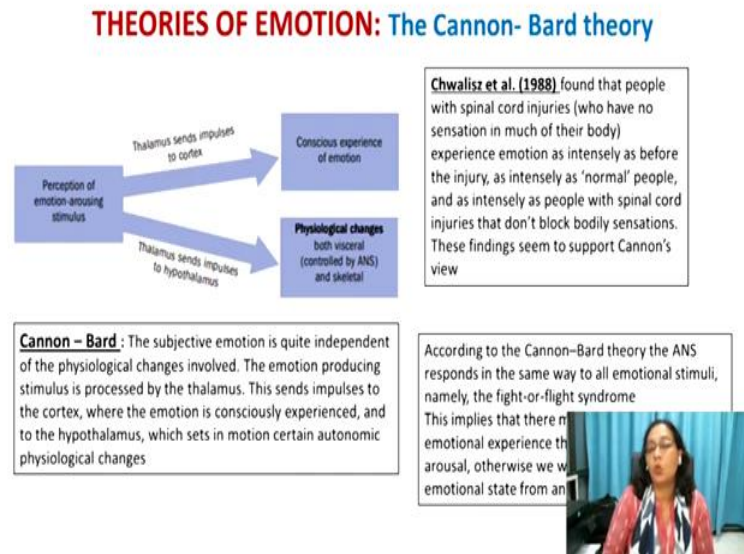 THEORIES OF EMOTION: The Cannon- Bard theory
Thalamus sends impulses
to cortex
Conscious experience
of emotion
Perception of
emotion-arousing
stimulus
Thalamus sends impulses
to hypothalamus
Physiological changes
both visceral
(controlled by ANS)
and skeletal
Chwalisz et al. (1988) found that people
with spinal cord injuries (who have no
sensation in much of their body)
experience emotion as intensely as before
the injury, as intensely as ‘normal’ people,
and as intensely as people with spinal cord
injuries that don’t block bodily sensations.
These findings seem to support Cannon’s
view
Cannon – Bard : The subjective emotion is quite independent
of the physiological changes involved. The emotion producing
stimulus is processed by the thalamus. This sends impulses to
the cortex, where the emotion is consciously experienced, and
to the hypothalamus, which sets in motion certain autonomic
physiological changes
According to the Cannon–Bard theory the ANS
responds in the same way to all emotional stimuli,
namely, the fight-or-flight syndrome
This implies that there
emotional experience
arousal, otherwise we
emotional state from an